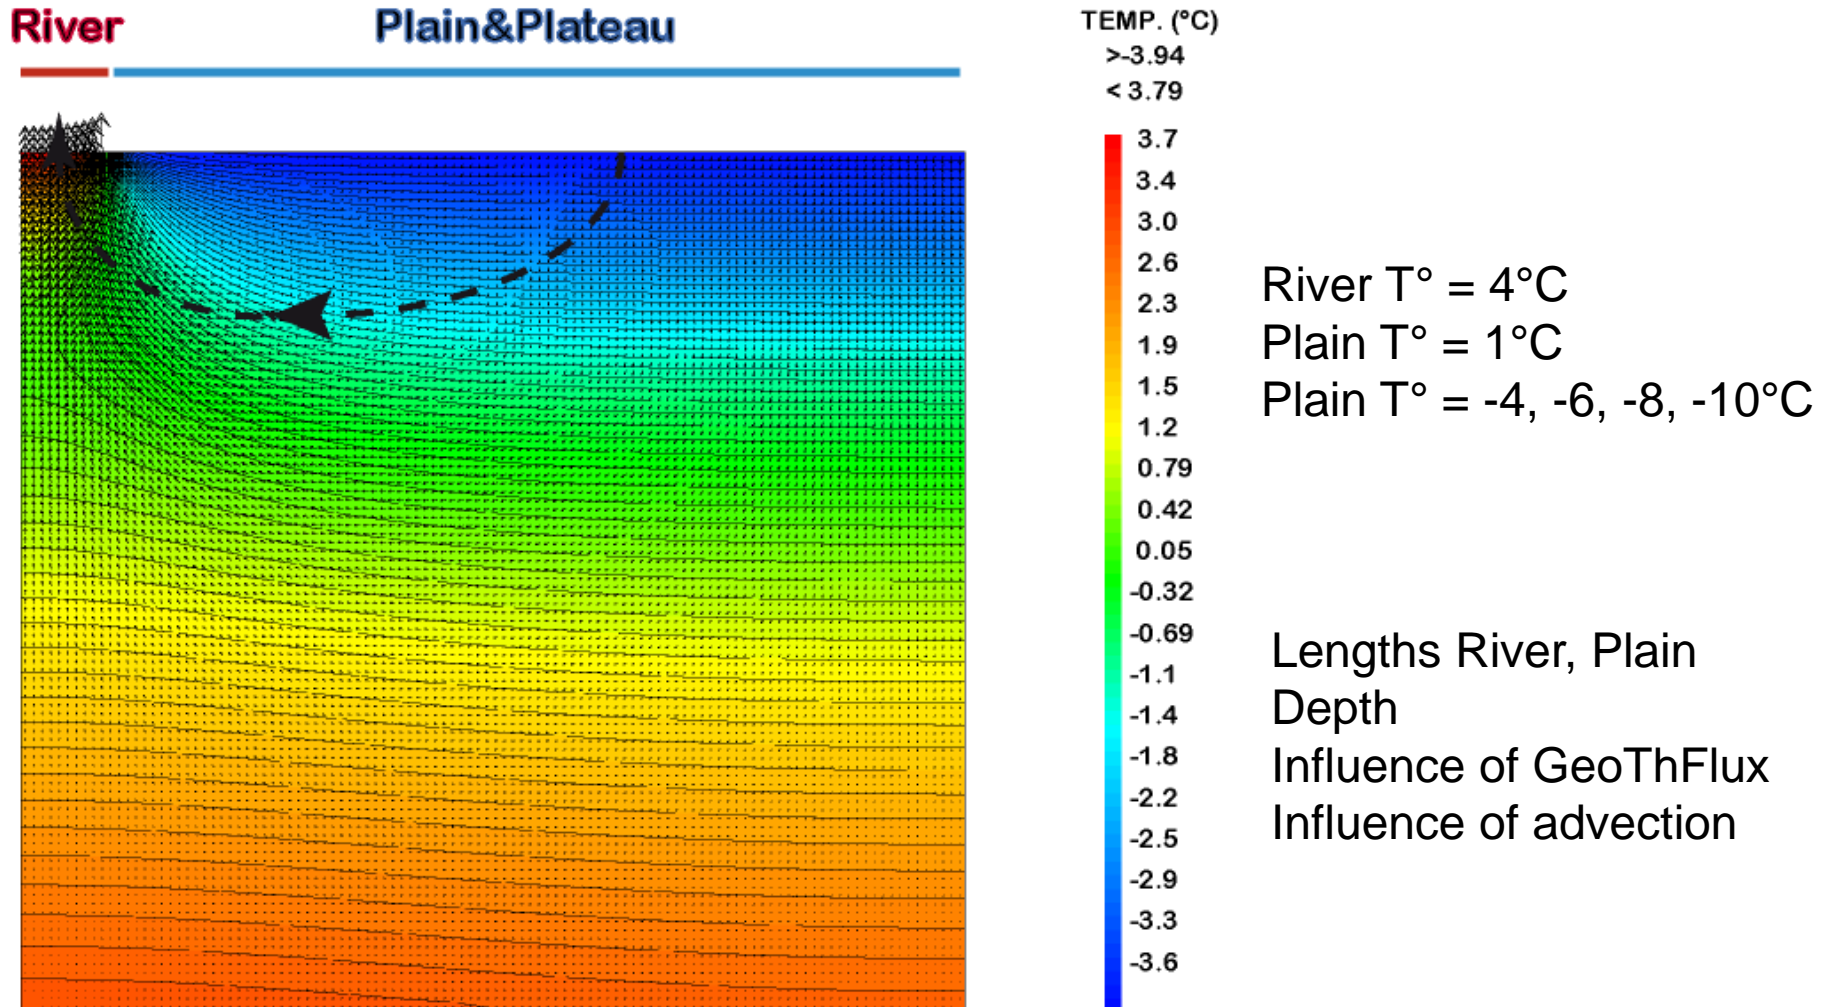 River
Plain&Plateau
TEMP. (°C)
>-3.94
< 3.79
3.7
3.4
3.0
2.6
2.3
1.9
1.5
1.2
0.79
0.42
0.05
-0.32
-0.69
-1.1
-1.4
-1.8
-2.2
-2.5
-2.9
-3.3
-3.6
River T° = 4°C
Plain T° = 1°C
Plain T° = -4, -6, -8, -10°C
Lengths River, Plain
Depth
Influence of GeoThFlux
Influence of advection